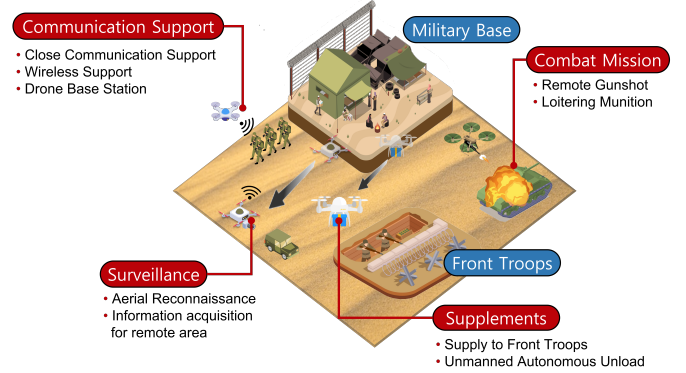 Communication Support
• Close Communication Support
• Wireless Support
• Drone Base Station
Military Base
Combat Mission
• Remote Gunshot
• Loitering Munition
Surveillance
• Aerial Reconnaissance
• Information acquisition
for remote area
Front Troops
Supplements
• Supply to Front Troops
• Unmanned Autonomous Unload